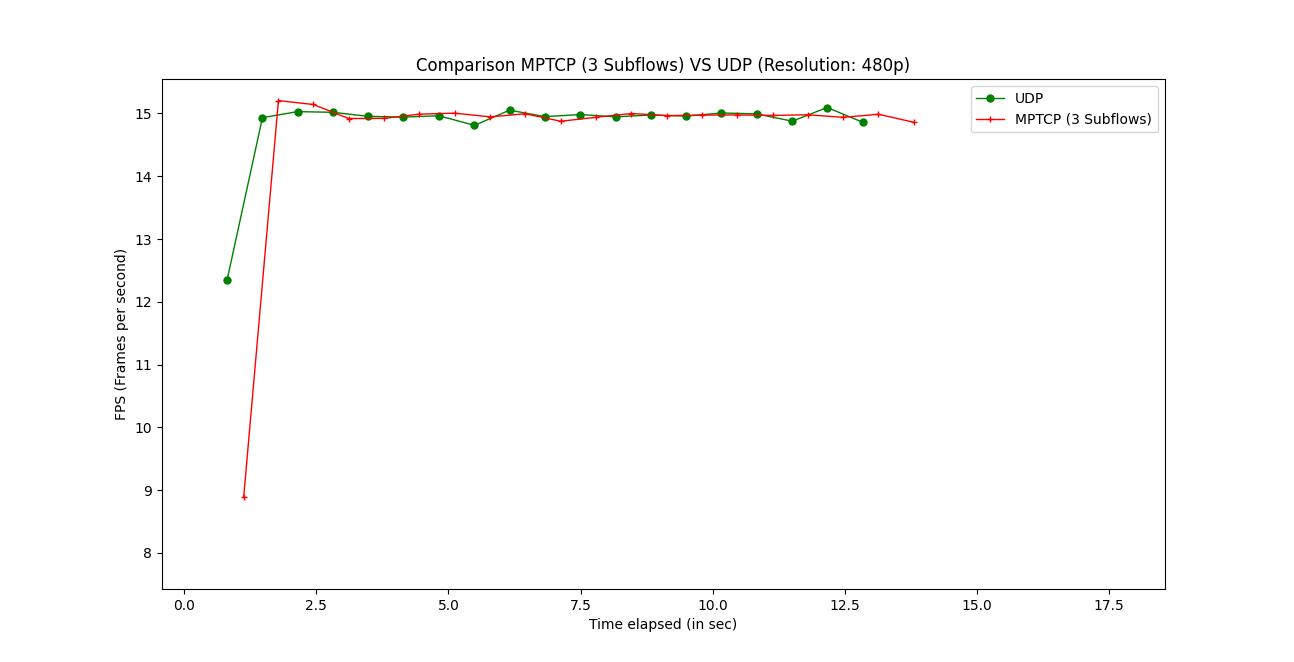 Comparison MPTCP (3 Subflows) VS UDP (Resolution: 480p)
UDP
MPTCP (3 Subflows)
FPS (Frames per second)
15
14
13
12
11
10
9
8
0.0 2.5 5.0 7.5 10.0 12.5 15.0 17.5
Time elapsed (in sec)